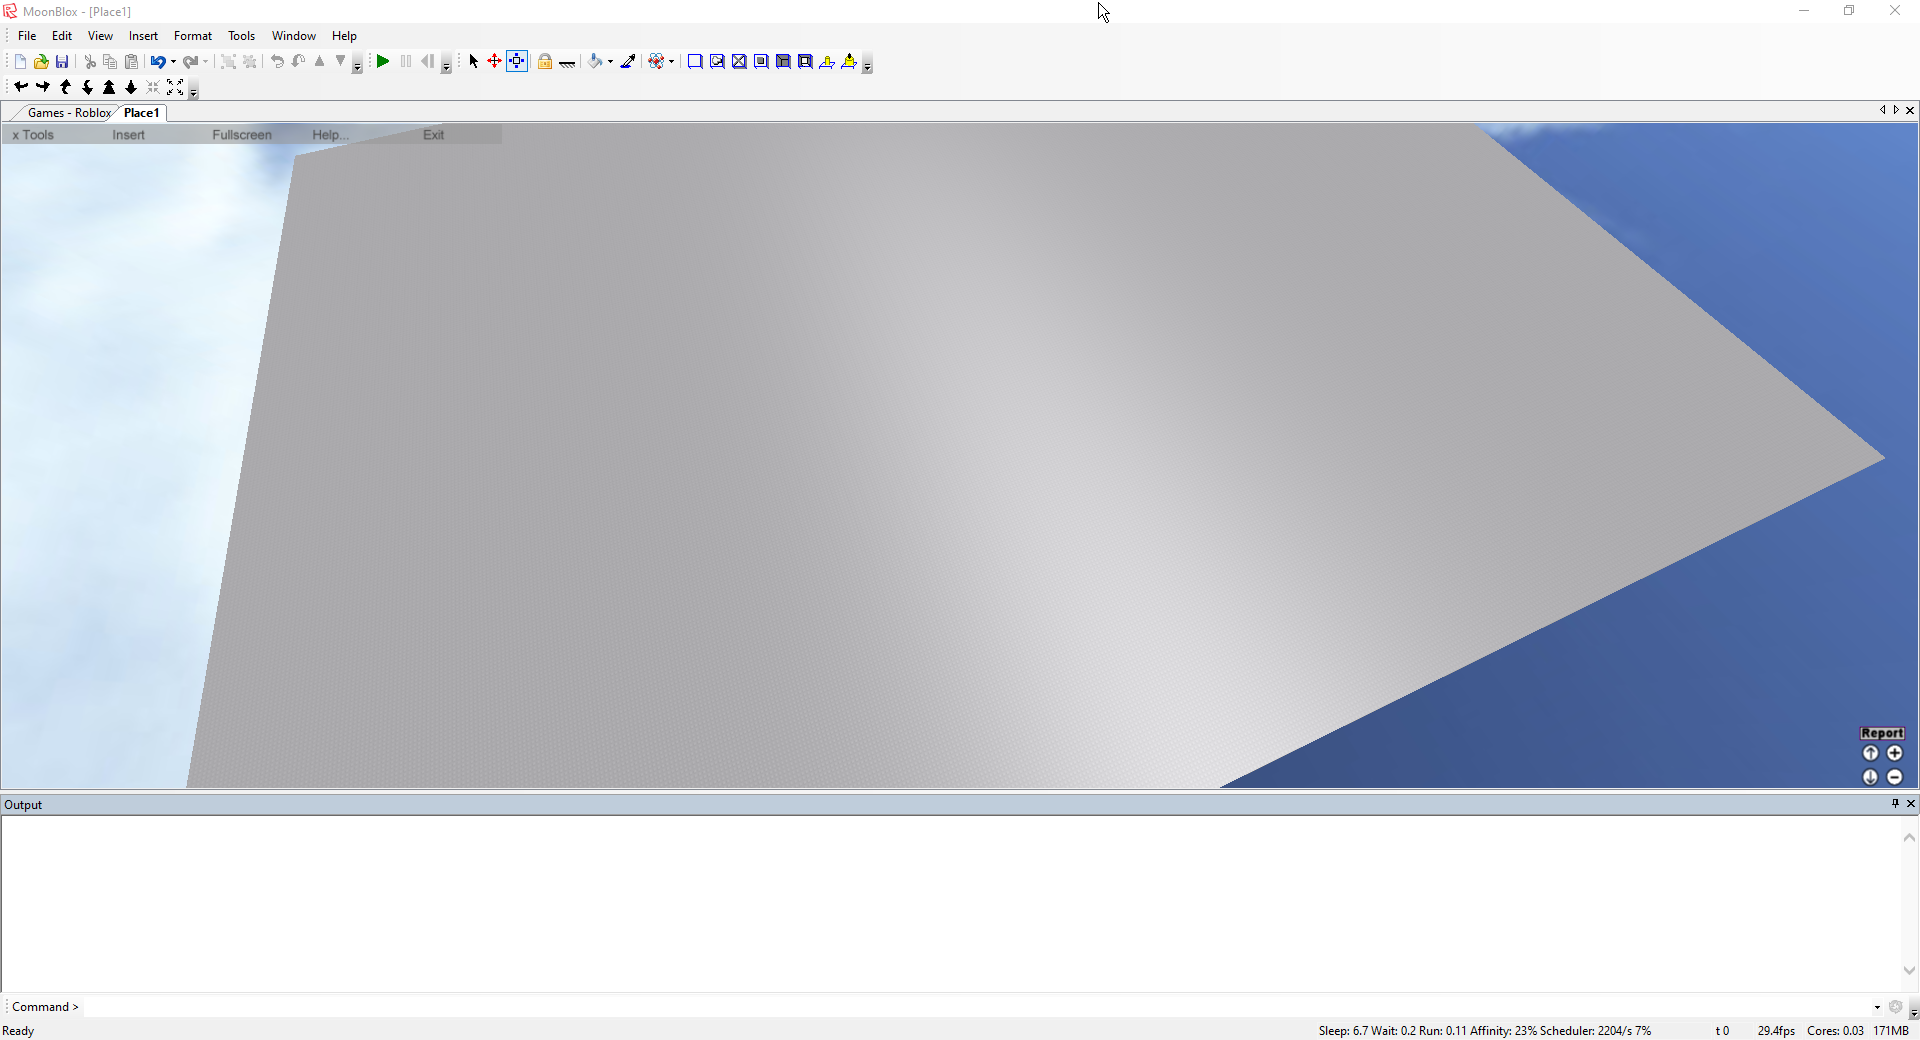 MoonBlox - [Place1]
File Edit View Insert Format Tools Window Help
Games - Roblox Place1
x Tools Insert Fullscreen Help... Exit
Report
Output
Command >
Ready Sleep: 6.7 Wait: 0.2 Run: 0.11 Affinity: 23% Scheduler: 2204/s 7% t 0 29.4fps Cores: 0.03 171MB